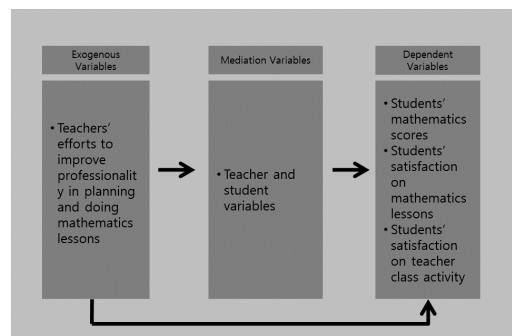 Exogenous
Variables
Mediation Variables
Dependent
Variables
• Teachers'
efforts to
improve
professionalit
y in planning
and doing
mathematics
lessons
• Teacher and
student
variables
• Students'
mathematics
scores
• Students'
satisfaction
on
mathematics
lessons
• Students'
satisfaction
on teacher
class activity